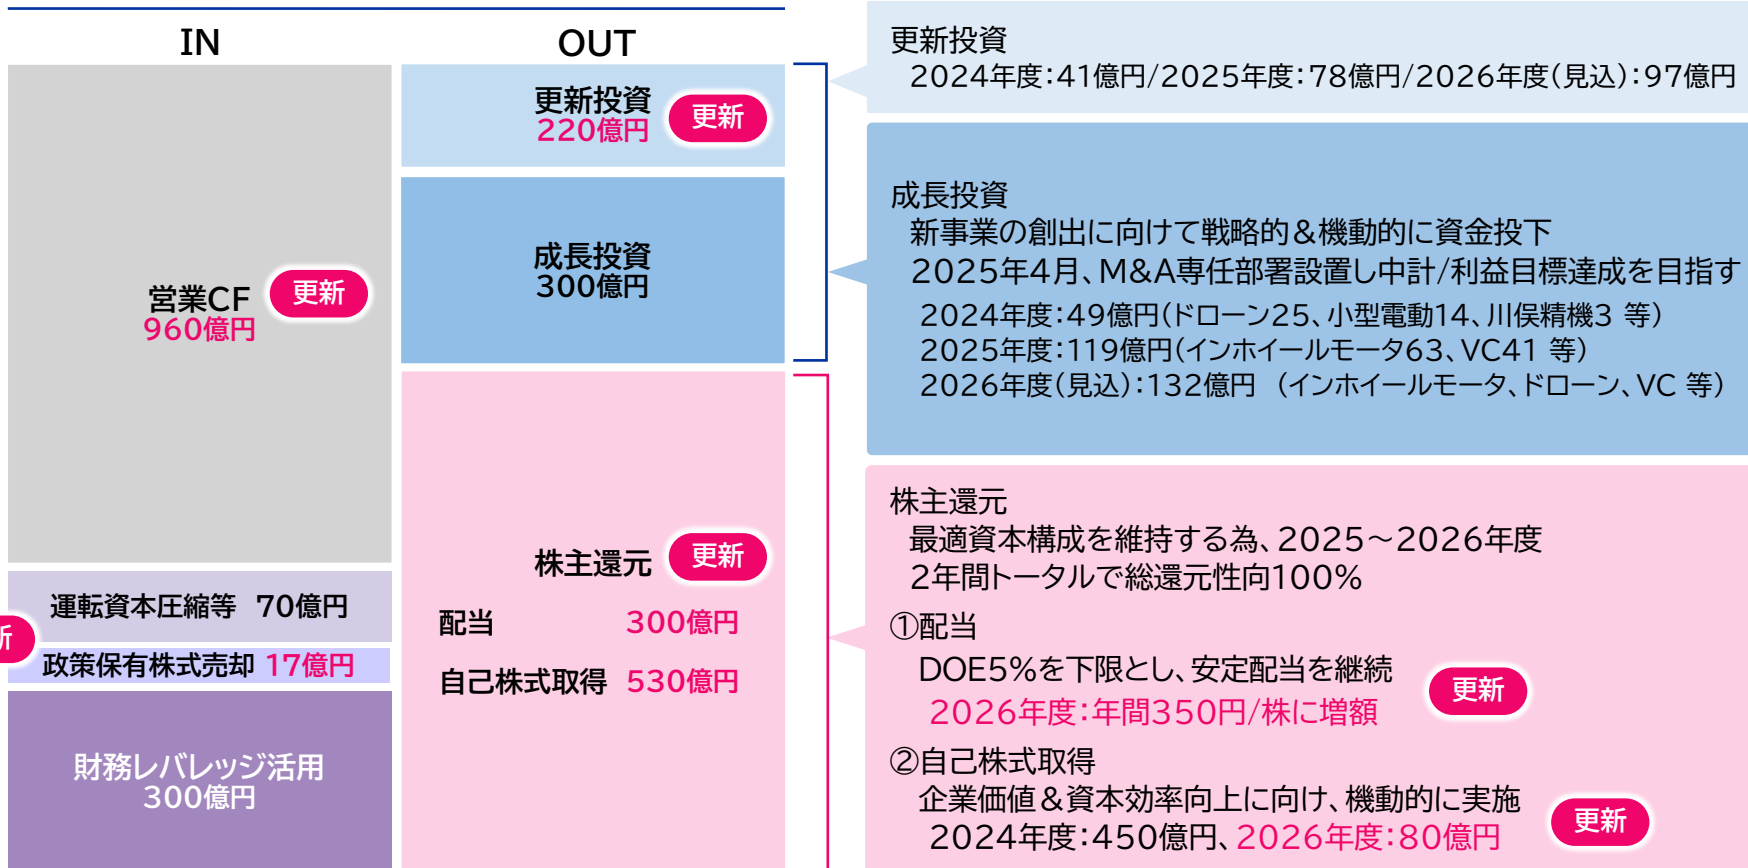 IN
OUT
営業CF
960億円
更新
運転資本圧縮等 70億円
新
政策保有株式売却 17億円
財務レバレッジ活用
300億円
更新投資
220億円
更新
成長投資
300億円
株主還元
更新
配当 300億円
自己株式取得 530億円
更新投資
2024年度：41億円/2025年度：78億円/2026年度（見込）：97億円
成長投資
新事業の創出に向けて戦略的＆機動的に資金投下
2025年4月、M&A専任部署設置し中計/利益目標達成を目指す
2024年度：49億円（ドローン25、小型電動14、川俣精機3 等）
2025年度：119億円（インホイールモータ63、VC41 等）
2026年度（見込）：132億円 （インホイールモータ、ドローン、VC 等）
株主還元
最適資本構成を維持する為、2025～2026年度
2年間トータルで総還元性向100%
①配当
DOE5%を下限とし、安定配当を継続
2026年度：年間350円/株に増額
更新
②自己株式取得
企業価値＆資本効率向上に向け、機動的に実施
2024年度：450億円、2026年度：80億円
更新